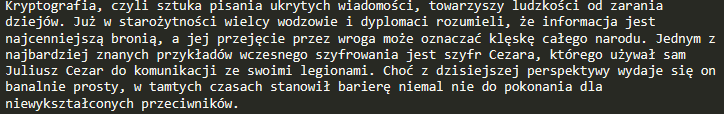 Kryptografia, czyli sztuka pisania ukrytych wiadomości, towarzyszy ludzkości od zarania
dziejów. Już w starożytności wielcy wodzowie i dyplomaci rozumieli, że informacja jest
najcenniejszą bronią, a jej przejęcie przez wroga może oznaczać klęskę całego narodu. Jednym z
najbardziej znanych przykładów wczesnego szyfrowania jest szyfr Cezara, którego używał sam
Juliusz Cezar do komunikacji ze swoimi legionami. Choć z dzisiejszej perspektywy wydaje się on
banalnie prosty, w tamtych czasach stanowił barierę niemal nie do pokonania dla
niewykształconych przeciwników.